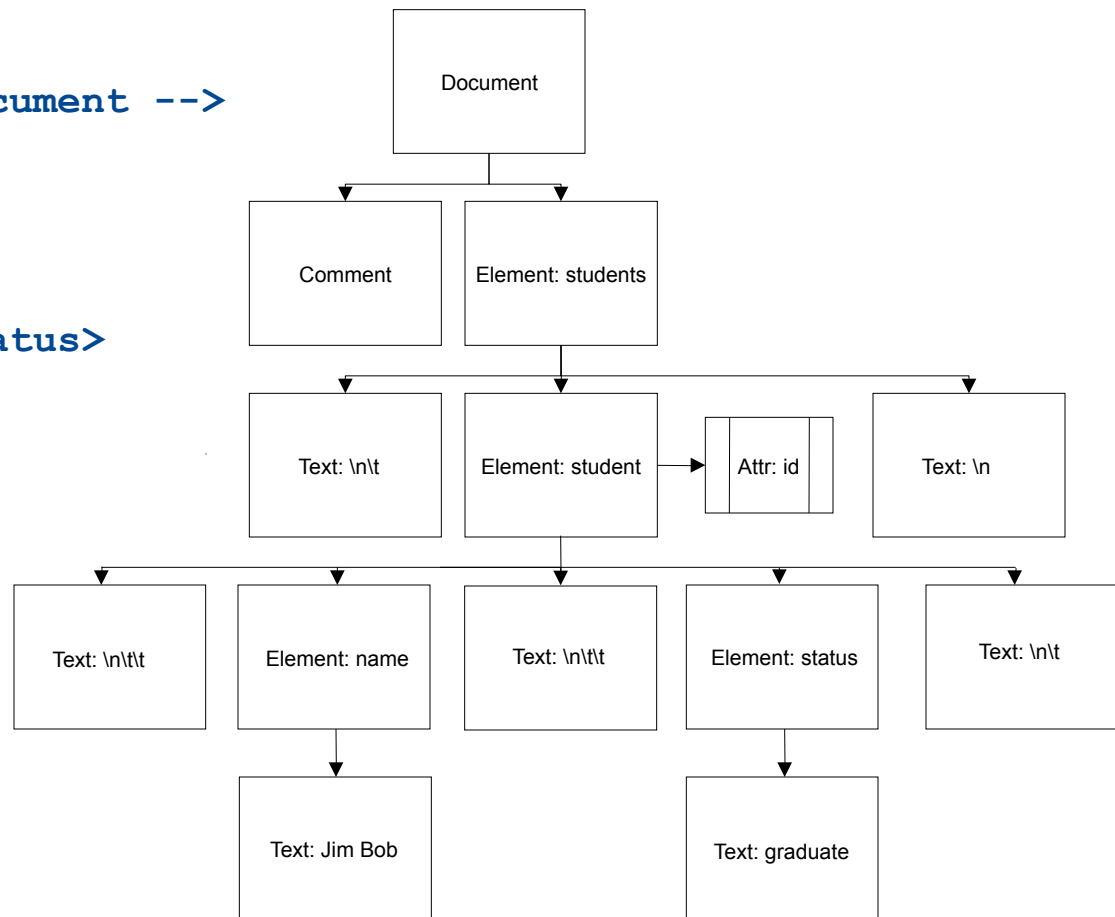 Document
cument -->
Comment
Element: students
atus>
Text: \n\t
Element: student
Attr: id
Text: \n
Text: \n\t\t
Element: name
Text: \n\t\t
Element: status
Text: \n\t
Text: Jim Bob
Text: graduate